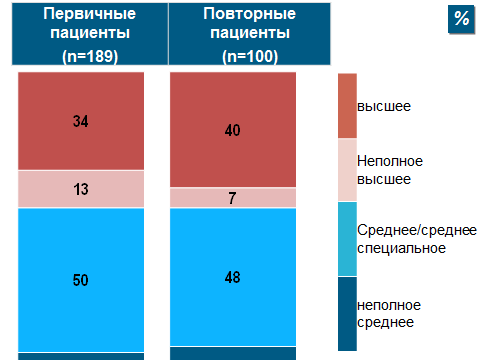 Первичные пациенты (n=189)
Повторные пациенты (n=100)
%
34
13
50
40
7
48
высшее
Неполное
высшее
Среднее/среднее
специальное
неполное
среднее